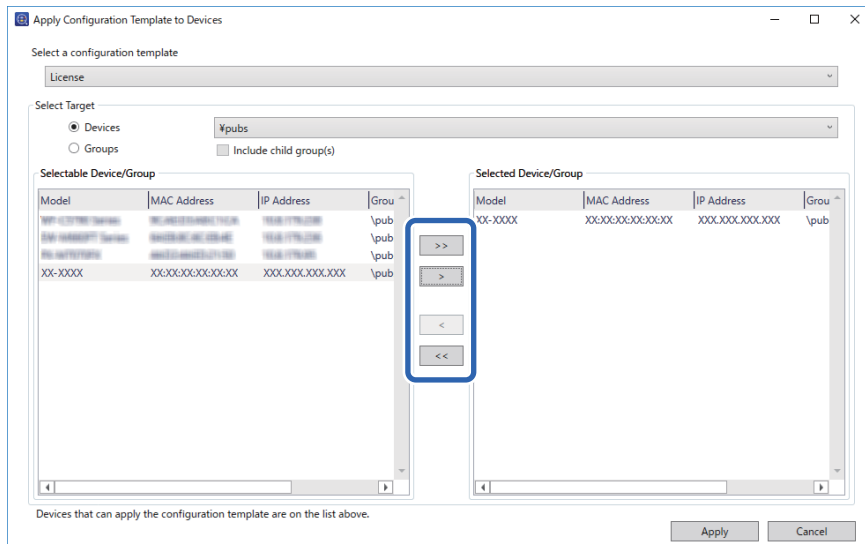 Apply Configuration Template to Devices
Select a configuration template
License
Select Target
Devices
¥pubs
Groups
Include child group(s)
Selectable Device/Group
Model MAC Address IP Address Grou
\pub
\pub
\pub
XX-XXXX XX:XX:XX:XX:XX:XX XXX.XXX.XXX.XXX \pub
>>
>
<
<<
Selected Device/Group
Model MAC Address IP Address Grou
XX-XXXX XX:XX:XX:XX:XX:XX XXX.XXX.XXX.XXX \pub
Devices that can apply the configuration template are on the list above.
Apply Cancel